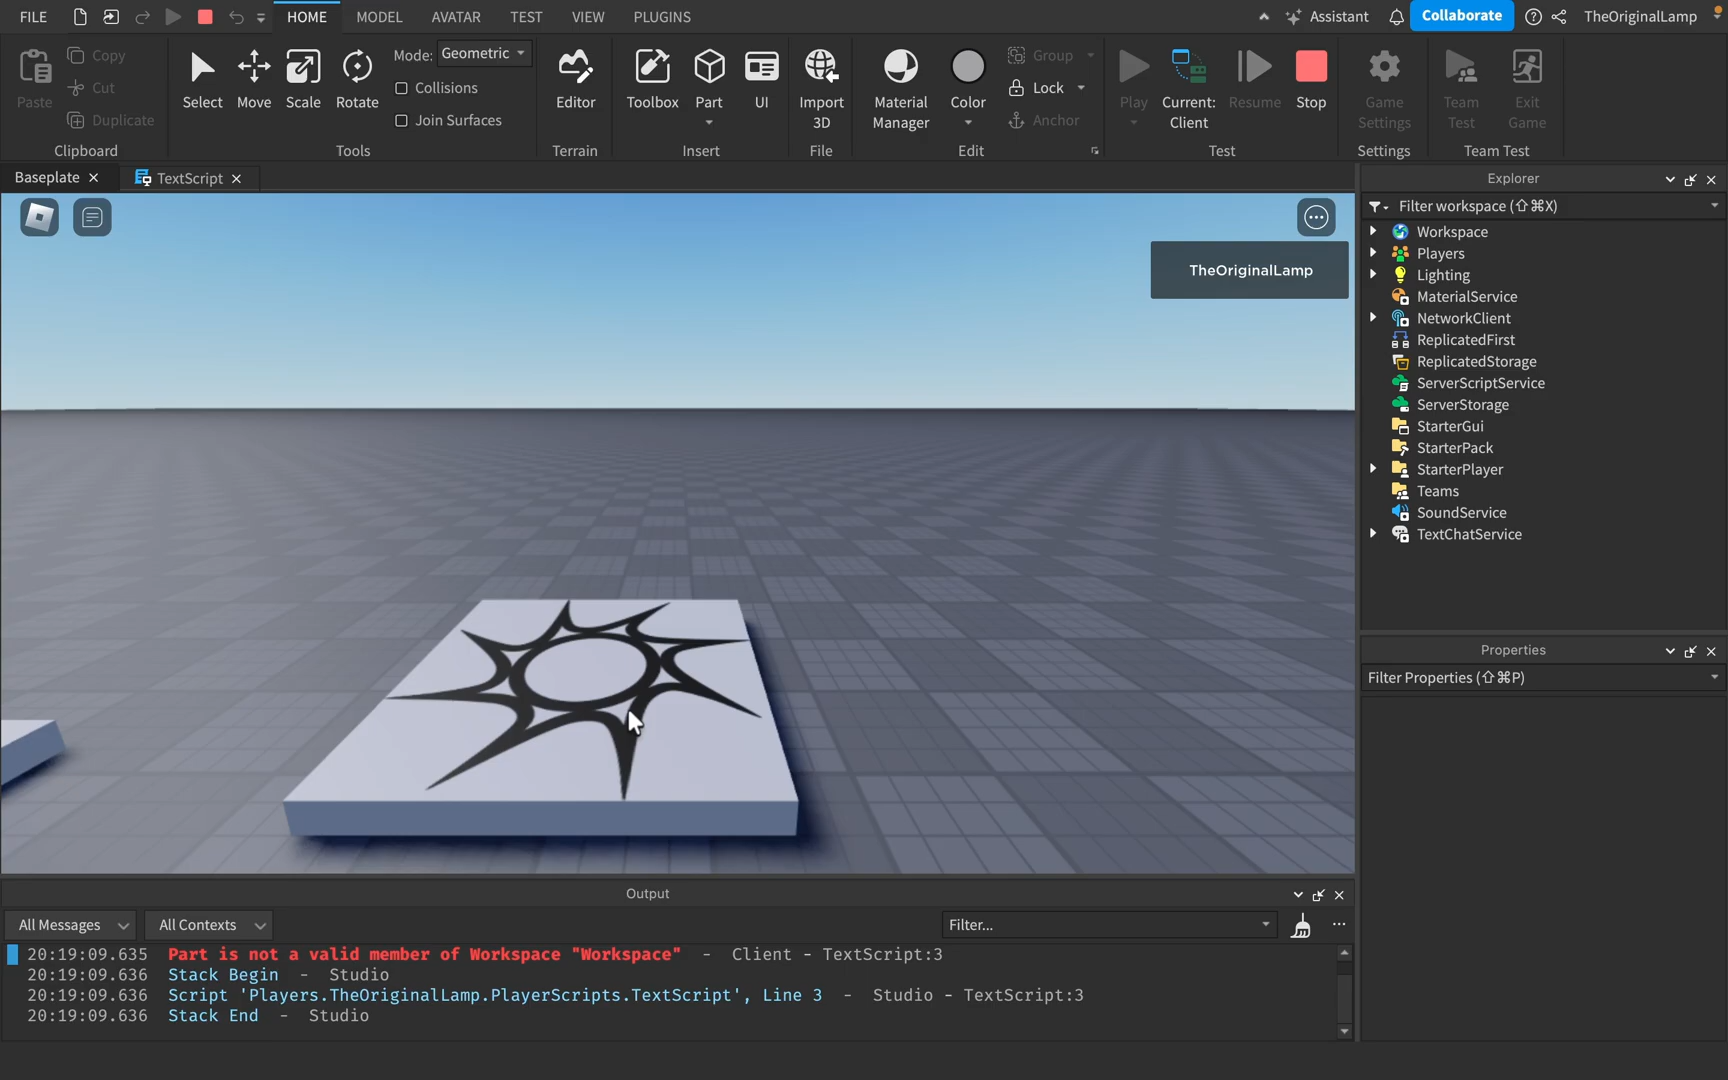 FILE
HOME
MODEL
AVATAR
TEST
VIEW
PLUGINS
Assistant
Collaborate
TheOriginalLamp
Paste
Copy
Cut
Duplicate
Clipboard
Select
Move
Scale
Rotate
Mode: Geometric
Collisions
Join Surfaces
Tools
Editor
Terrain
Toolbox
Part
UI
Insert
Import
3D
File
Material
Manager
Color
Group
Lock
Anchor
Edit
Play
Current:
Client
Resume
Stop
Test
Game
Settings
Settings
Team
Test
Exit
Game
Team Test
Baseplate
TextScript
TheOriginalLamp
Explorer
Filter workspace (⇧⌘X)
Workspace
Players
Lighting
MaterialService
NetworkClient
ReplicatedFirst
ReplicatedStorage
ServerScriptService
ServerStorage
StarterGui
StarterPack
StarterPlayer
Teams
SoundService
TextChatService
Properties
Filter Properties (⇧⌘P)
Output
All Messages
All Contexts
Filter...
20:19:09.635 Part is not a valid member of Workspace "Workspace" - Client - TextScript:3
20:19:09.636 Stack Begin - Studio
20:19:09.636 Script 'Players.TheOriginalLamp.PlayerScripts.TextScript', Line 3 - Studio - TextScript:3
20:19:09.636 Stack End - Studio